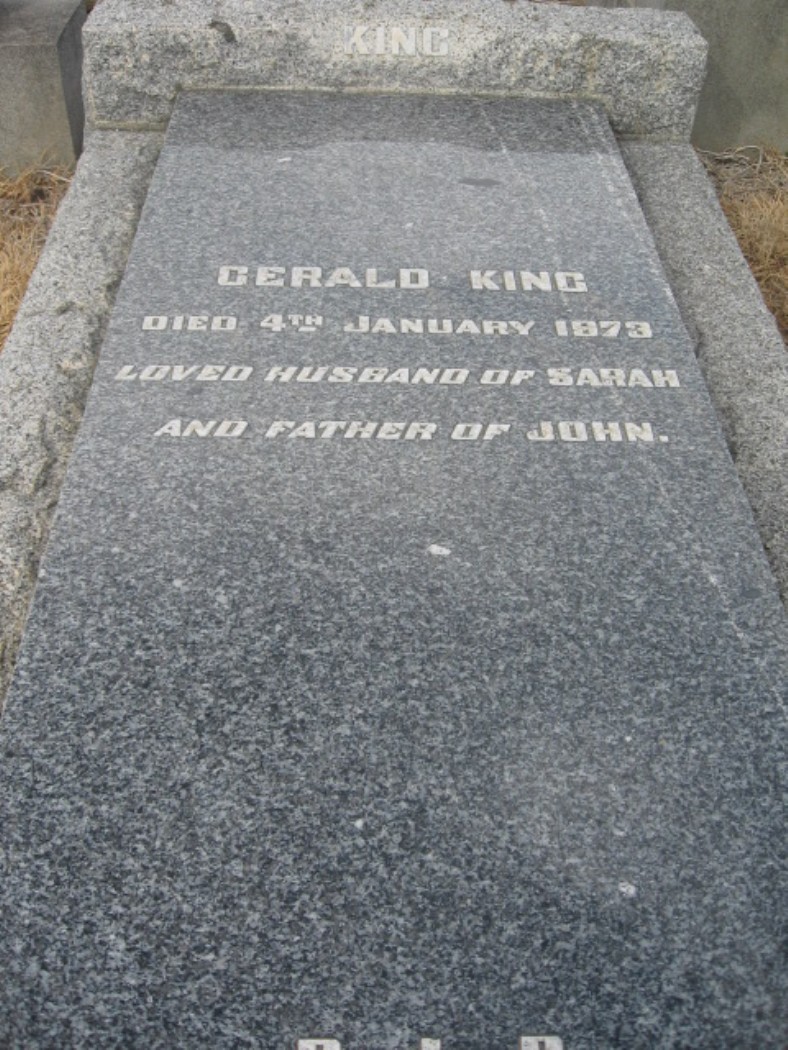 KING
GERALD KING
DIED 4TH JANUARY 1973
LOVED HUSBAND OF SARAH
AND FATHER OF JOHN.
R.I.P.